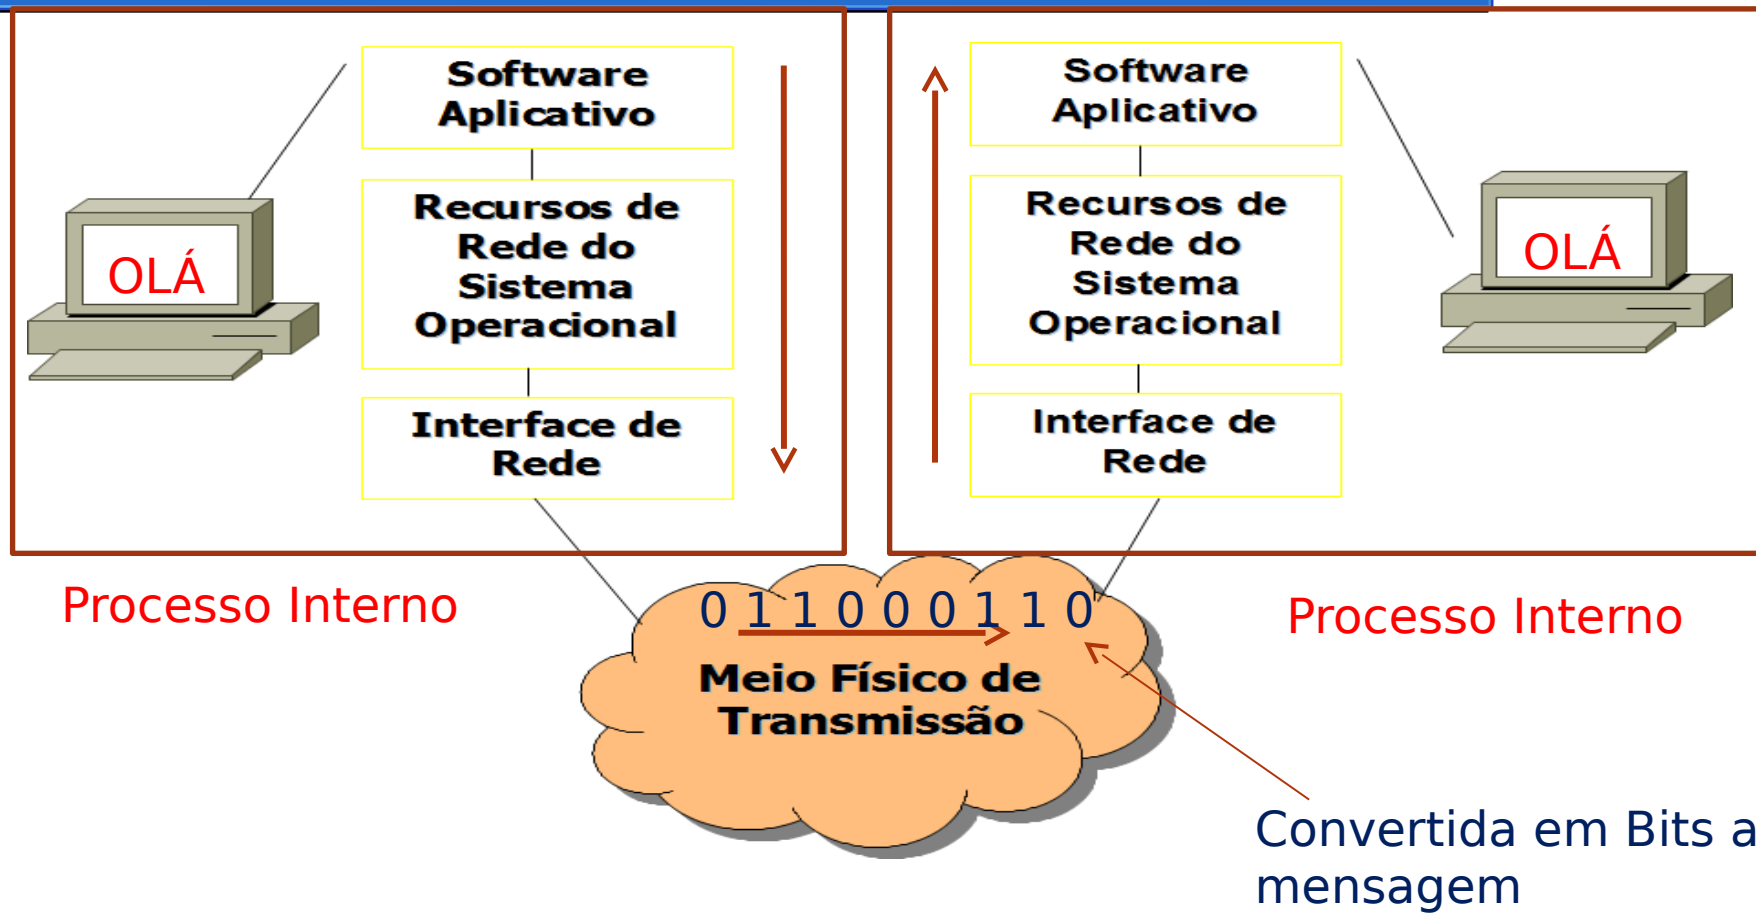 OLÁ
Software
Aplicativo
Recursos de
Rede do
Sistema
Operacional
Interface de
Rede
Processo Interno
Software
Aplicativo
Recursos de
Rede do
Sistema
Operacional
Interface de
Rede
OLÁ
Processo Interno
0 1 1 0 0 0 1 1 0
Meio Físico de
Transmissão
Convertida em Bits a
mensagem